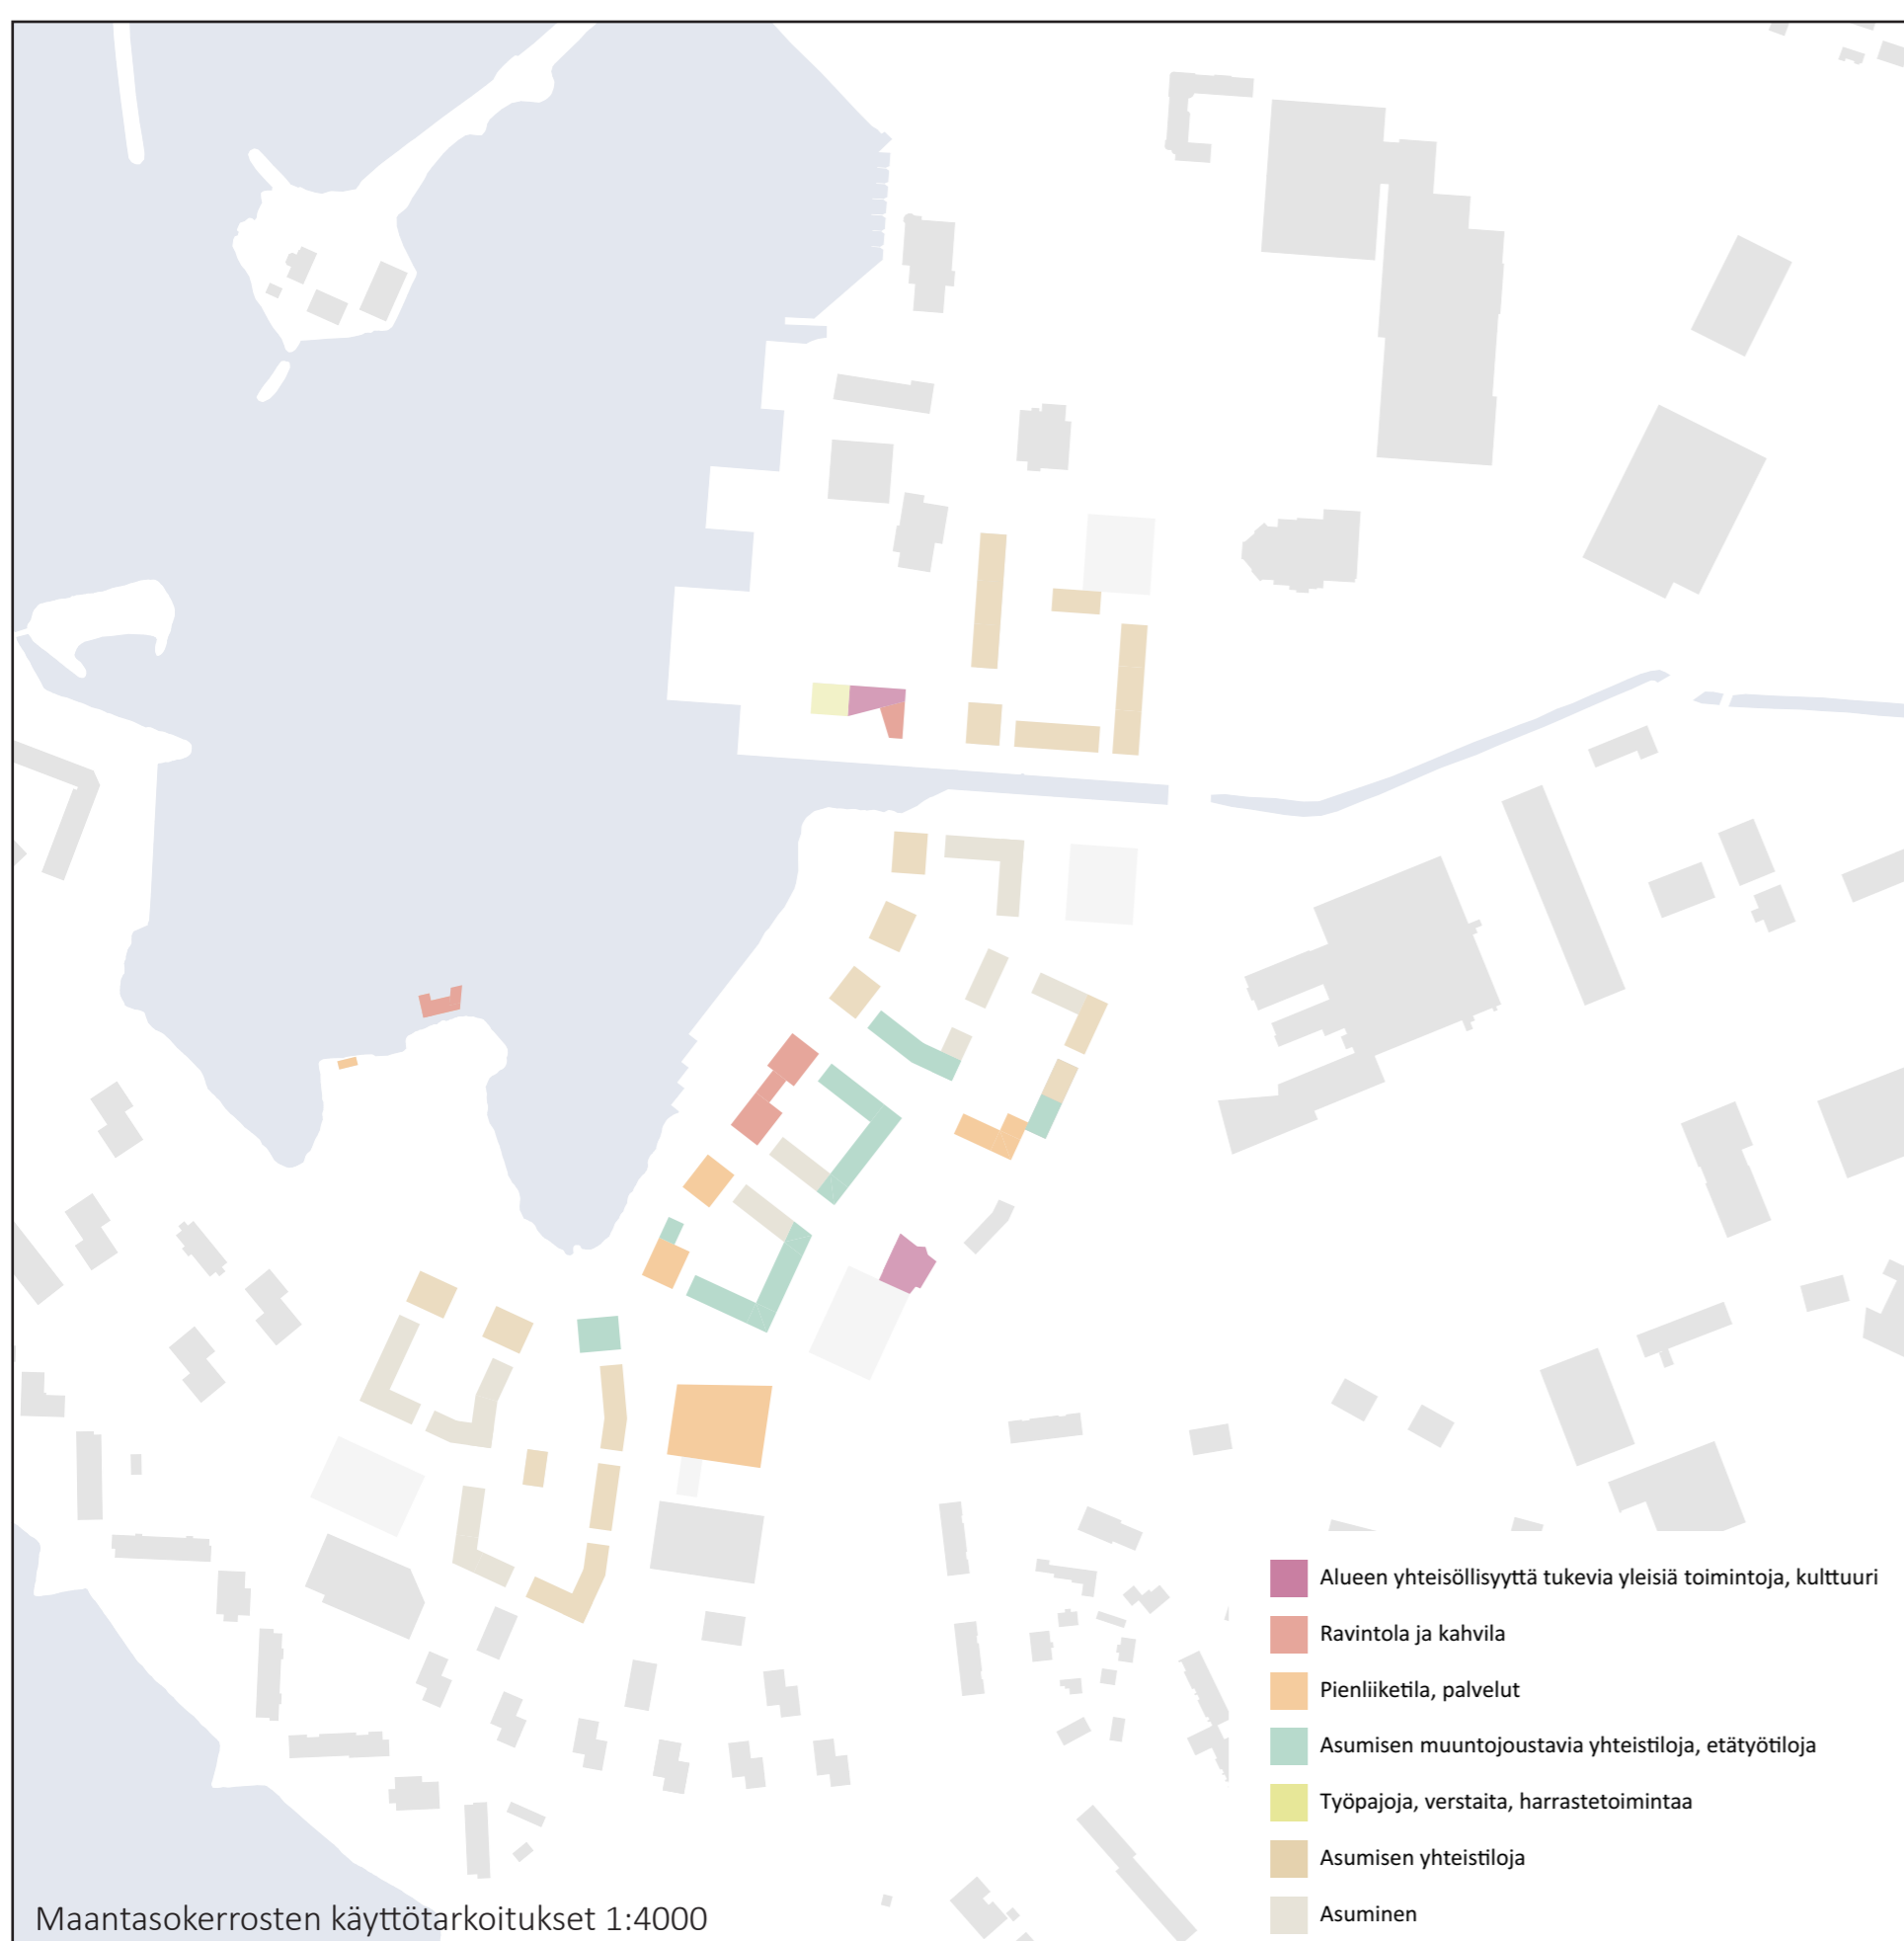 Alueen yhteisöllisyyttä tukevia yleisiä toimintoja, kulttuuri
Ravintola ja kahvila
Pienliiketila, palvelut
Asumisen muuntojoustavia yhteistiloja, etätyötiloja
Työpajoja, verstaita, harrastetoimintaa
Asumisen yhteistiloja
Asuminen
Maantasokerrosten käyttötarkoitukset 1:4000